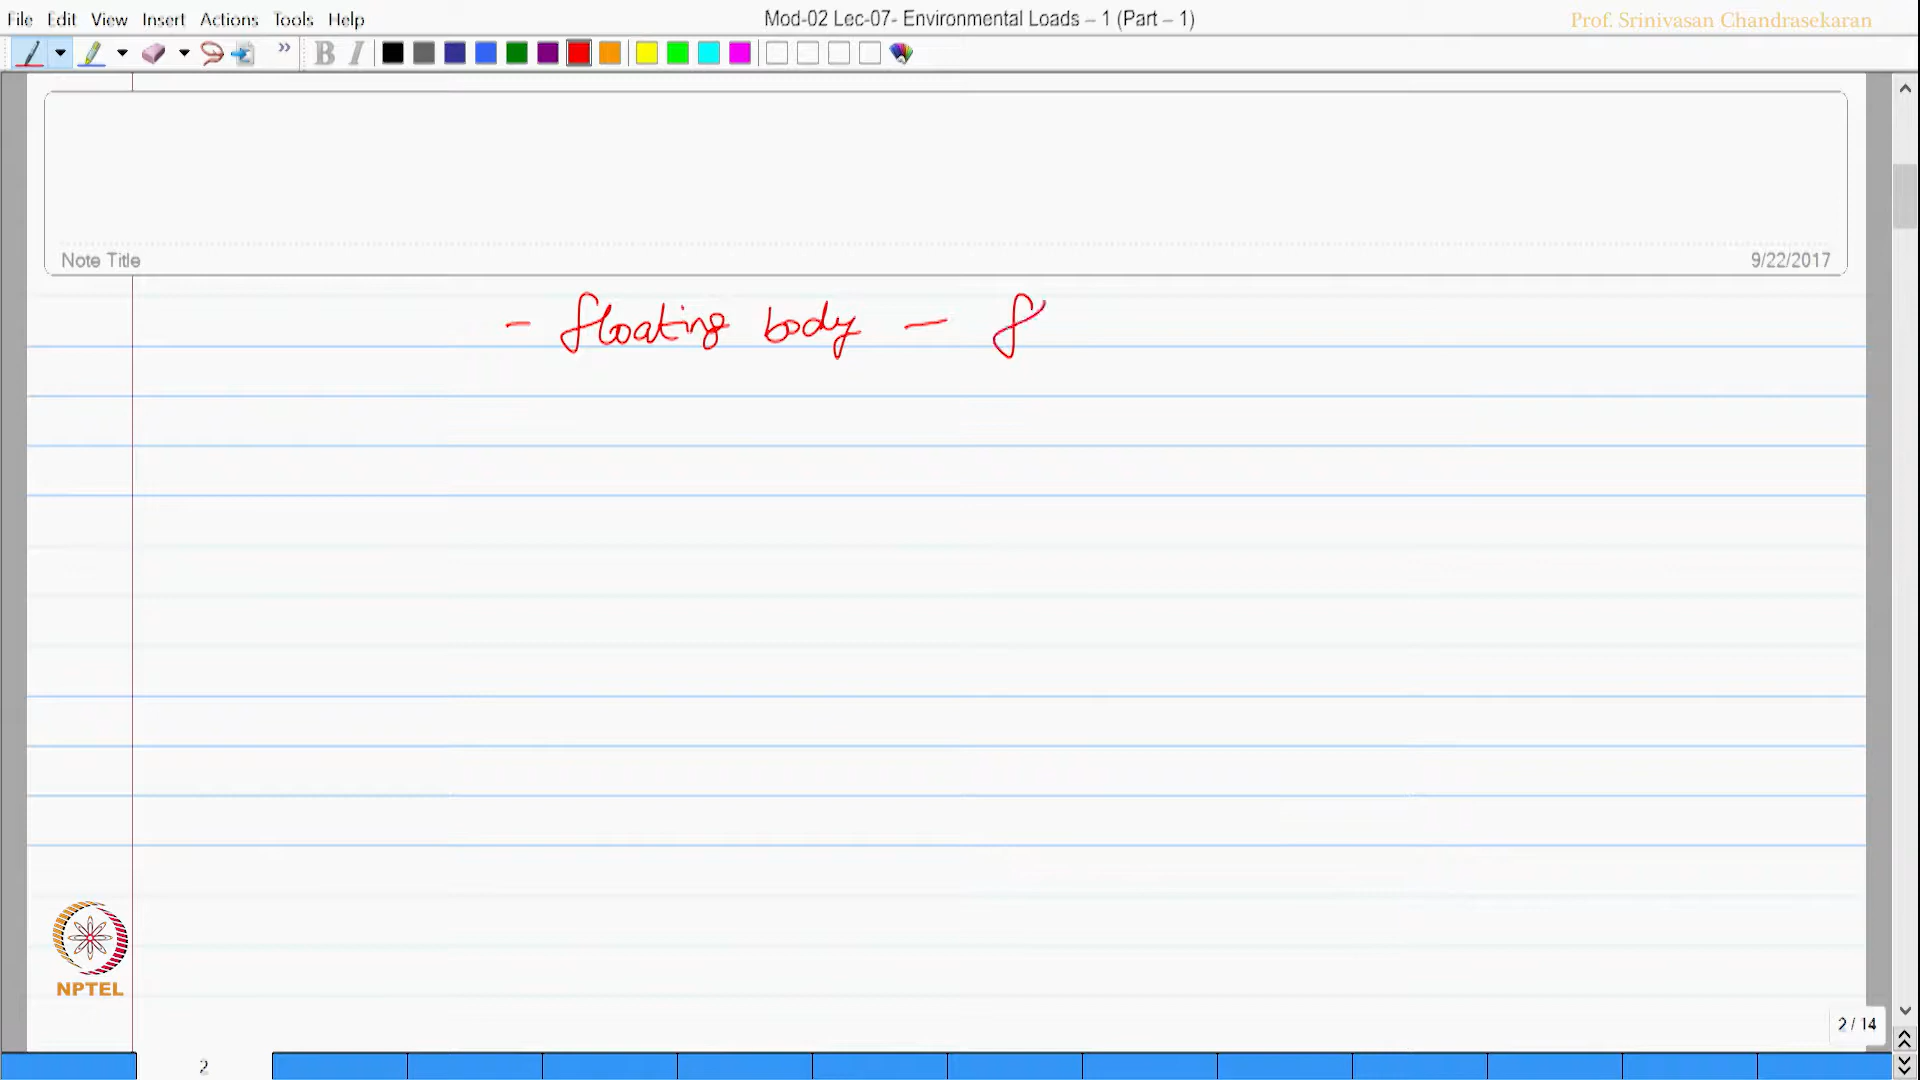 File Edit View Insert Actions Tools Help
Mod-02 Lec-07- Environmental Loads – 1 (Part – 1)
Prof. Srinivasan Chandrasekaran
B I
Note Title
9/22/2017
- floating body - f
NPTEL
2 / 14
2